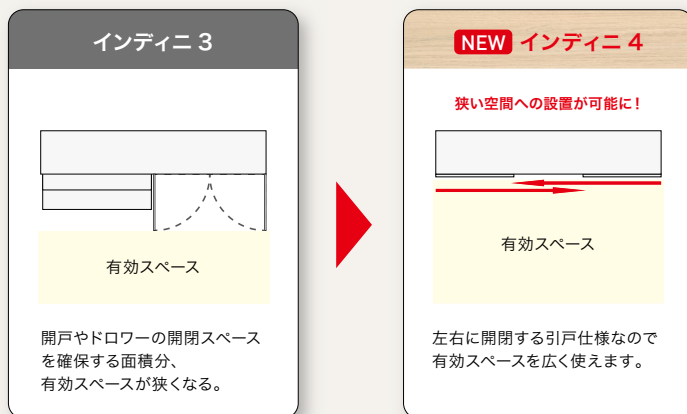 インディニ 3
有効スペース
開戸やドロワーの開閉スペース
を確保する面積分、
有効スペースが狭くなる。
NEW インディニ 4
狭い空間への設置が可能に!
有効スペース
左右に開閉する引戸仕様なので
有効スペースを広く使えます。